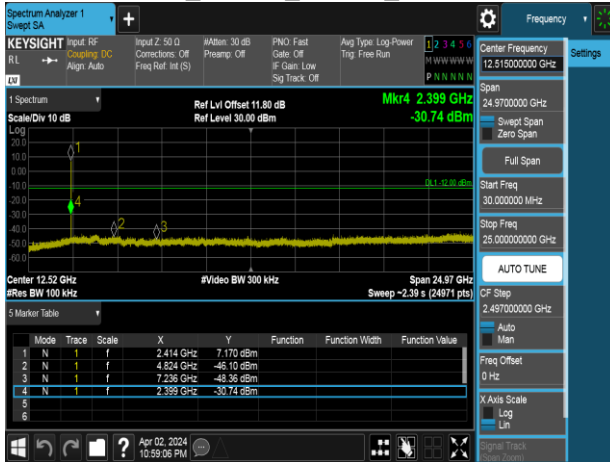 Spectrum Analyzer 1
Swept SA
Frequency
KEYSIGHT
RL
Input: RF
Coupling: DC
Align: Auto
Input Z: 50 Ω
Corrections: Off
Freq Ref: Int (S)
#Atten: 30 dB
Preamp: Off
PNO: Fast
Gate: Off
IF Gain: Low
Sig Track: Off
Avg Type: Log-Power
Trig: Free Run
1 2 3 4 5 6
M W W W W W
P N N N N N
LXI
1 Spectrum
Scale/Div 10 dB
Ref Lvl Offset 11.80 dB
Ref Level 30.00 dBm
Mkr4 2.399 GHz
-30.74 dBm
Log
20.0
10.0
0.00
-10.0
-20.0
-30.0
-40.0
-50.0
-60.0
1
2
3
4
DL1 -12.00 dBm
Center 12.52 GHz
#Res BW 100 kHz
#Video BW 300 kHz
Span 24.97 GHz
Sweep ~2.39 s (24971 pts)
5 Marker Table
Mode Trace Scale X Y Function Function Width Function Value
1 N 1 f 2.414 GHz 7.170 dBm
2 N 1 f 4.824 GHz -46.10 dBm
3 N 1 f 7.236 GHz -48.36 dBm
4 N 1 f 2.399 GHz -30.74 dBm
5
6
Apr 02, 2024
10:59:06 PM
Center Frequency
12.515000000 GHz
Settings
Span
24.9700000 GHz
Swept Span
Zero Span
Full Span
Start Freq
30.000000 MHz
Stop Freq
25.000000000 GHz
AUTO TUNE
CF Step
2.497000000 GHz
Auto
Man
Freq Offset
0 Hz
X Axis Scale
Log
Lin
Signal Track
(Span Zoom)